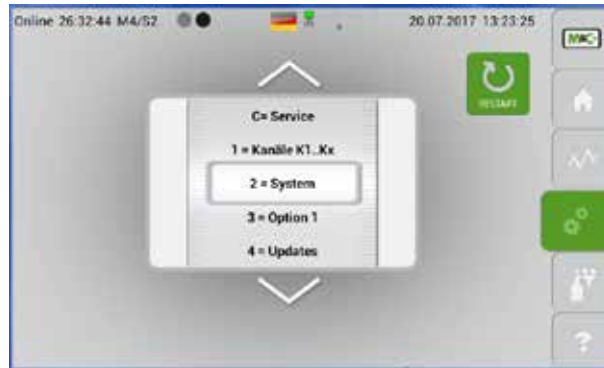 Online 26:32:44 M4/S2
20.07.2017 13:23:25
RESTART
C= Service
1 = Kanäle K1..Kx
2 = System
3 = Option 1
4 = Updates
?